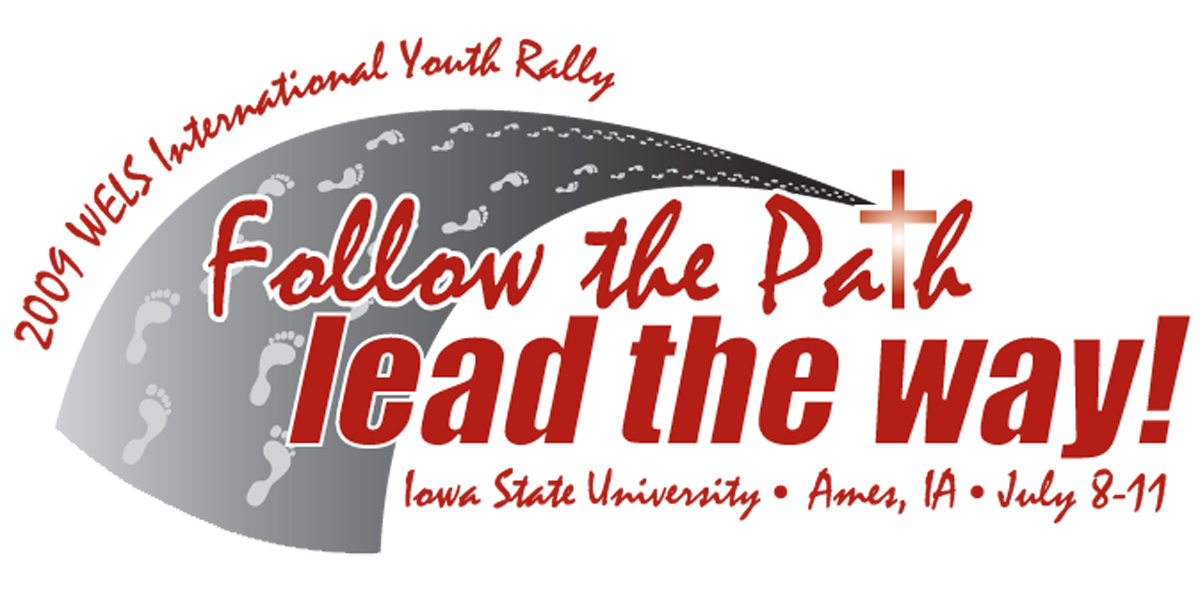 2009 WELS International Youth Rally
Follow the Path
lead the way!
Iowa State University • Ames, IA • July 8-11